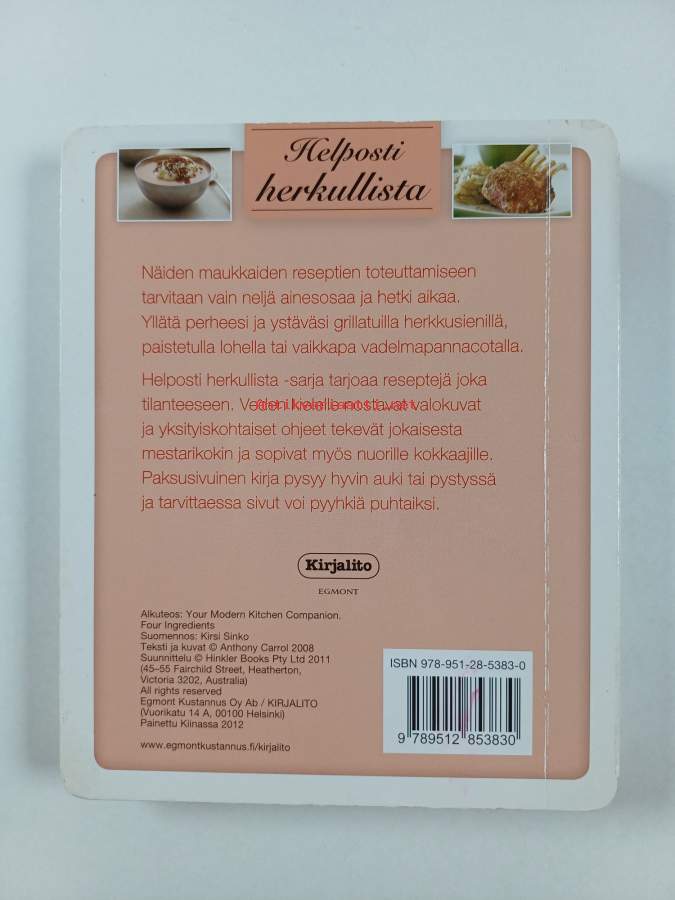 Helposti
herkullista
Näiden maukkaiden reseptien toteuttamiseen
tarvitaan vain neljä ainesosaa ja hetki aikaa.
Yllätä perheesi ja ystäväsi grillatuilla herkkusienillä,
paistetulla lohella tai vaikkapa vadelmapannacotalla.
Helposti herkullista -sarja tarjoaa reseptejä joka
tilanteeseen. Veden kielelle nostavat valokuvat
ja yksityiskohtaiset ohjeet tekevät jokaisesta
mestarikokin ja sopivat myös nuorille kokkaajille.
Paksusivuinen kirja pysyy hyvin auki tai pystyssä
ja tarvittaessa sivut voi pyyhkiä puhtaiksi.
Kirjalito
EGMONT
Alkuteos: Your Modern Kitchen Companion.
Four Ingredients
Suomennos: Kirsi Sinko
Teksti ja kuvat © Anthony Carrol 2008
Suunnittelu © Hinkler Books Pty Ltd 2011
(45–55 Fairchild Street, Heatherton,
Victoria 3202, Australia)
All rights reserved
Egmont Kustannus Oy Ab / KIRJALITO
(Vuorikatu 14 A, 00100 Helsinki)
Painettu Kiinassa 2012
www.egmontkustannus.fi/kirjalito
ISBN 978-951-28-5383-0
9 789512 853830